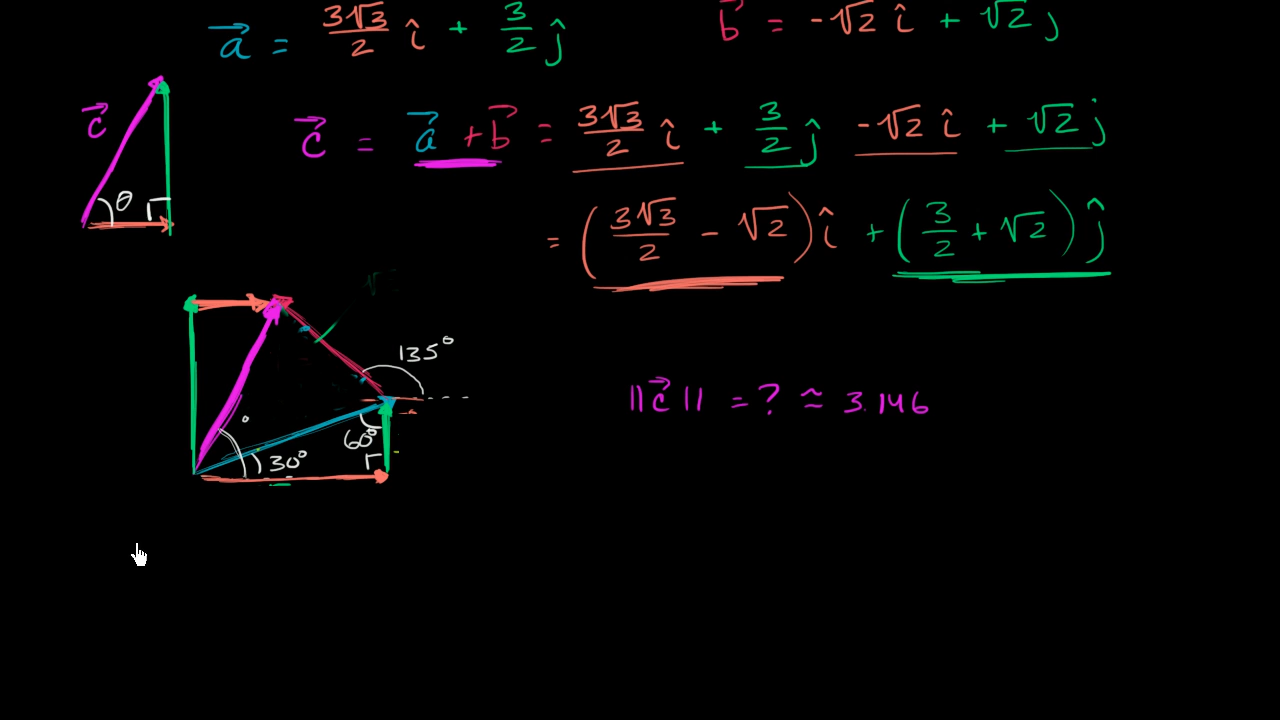 a⃗ = 3√3/2 î + 3/2 ĵ
b⃗ = -√2 î + √2 j
c⃗
θ
c⃗ = a⃗ + b⃗ = 3√3/2 î + 3/2 ĵ -√2 î + √2 j
= (3√3/2 - √2) î + (3/2 + √2) ĵ
135°
||c⃗|| = ? ≈ 3.146
60°
30°